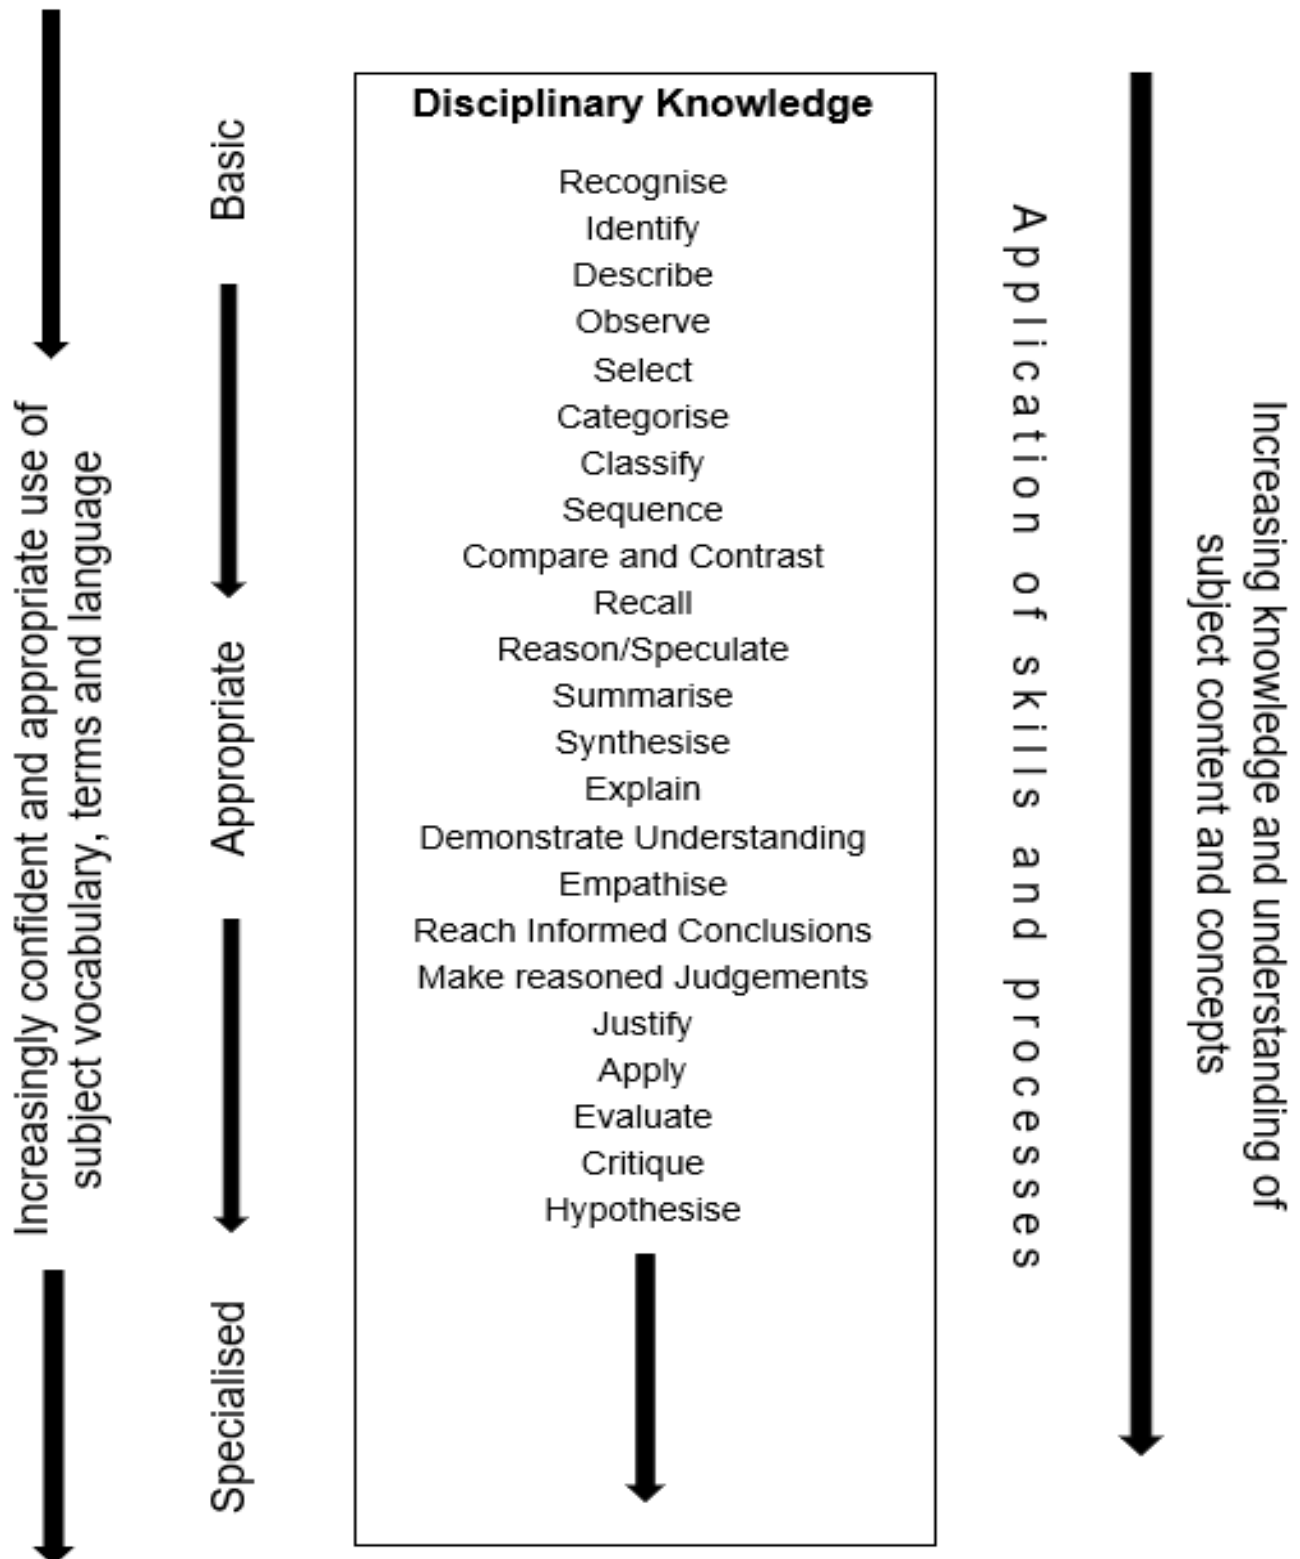 Increasingly confident and appropriate use of
subject vocabulary, terms and language
Basic
Appropriate
Specialised
Disciplinary Knowledge
Recognise
Identify
Describe
Observe
Select
Categorise
Classify
Sequence
Compare and Contrast
Recall
Reason/Speculate
Summarise
Synthesise
Explain
Demonstrate Understanding
Empathise
Reach Informed Conclusions
Make reasoned Judgements
Justify
Apply
Evaluate
Critique
Hypothesise
Application of skills and processes
Increasing knowledge and understanding of
subject content and concepts